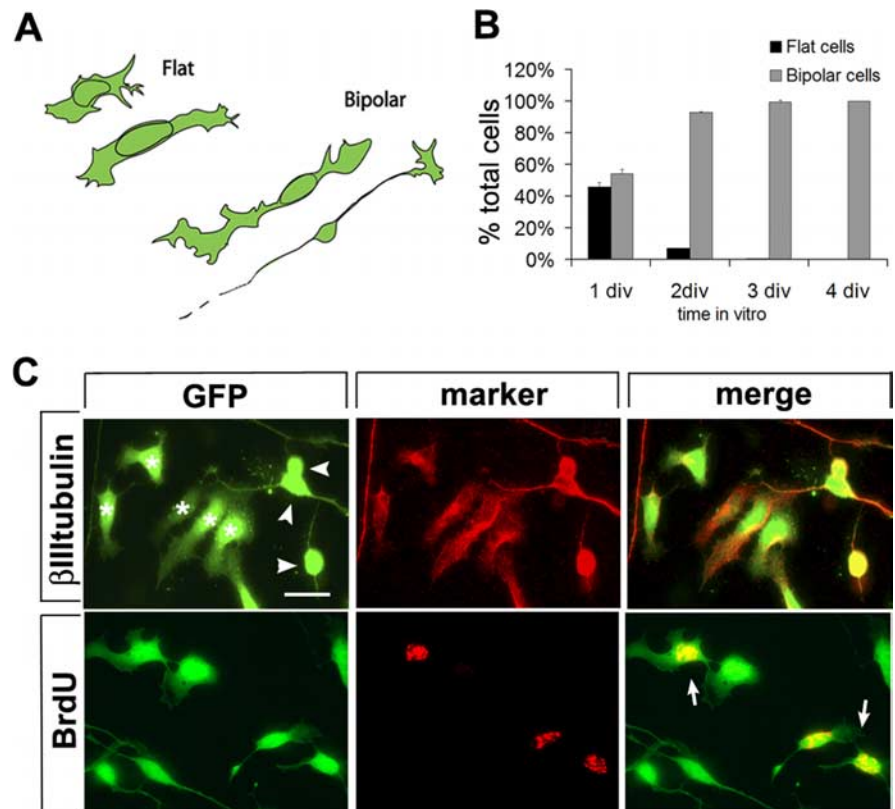 A
Flat
Bipolar
B
Flat cells
Bipolar cells
120%
100%
80%
60%
40%
20%
0%
% total cells
1 div 2div 3 div 4 div
time in vitro
C
GFP marker merge
βIIItubulin
* * * * *
BrdU